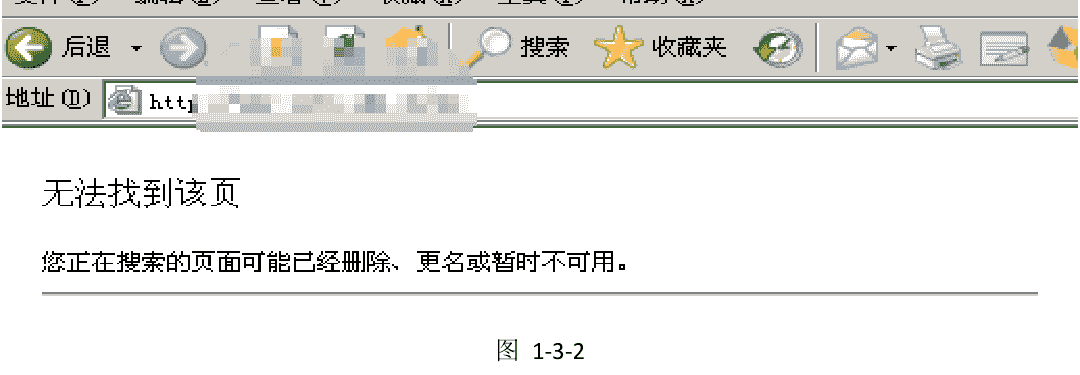 后退 搜索 收藏夹
地址(D) http
无法找到该页
您正在搜索的页面可能已经删除、更名或暂时不可用。
图 1-3-2